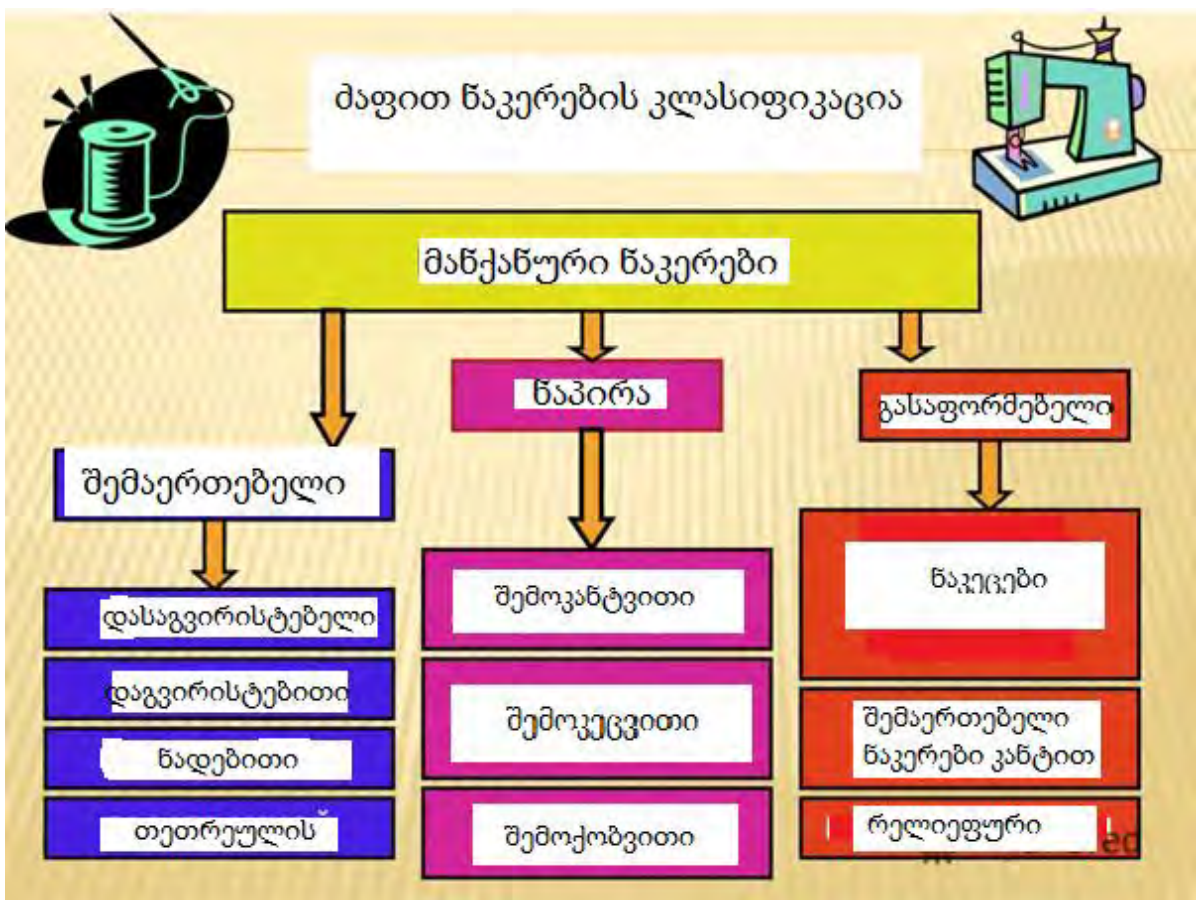 ძაფით ნაკერების კლასიფიკაცია
მანქანური ნაკერები
ნაპირა
გასაფორმებელი
შემაერთებელი
დასაგვირისტებელი
დაგვირისტებითი
ნადებითი
თეთრეულის
შემოკანტვითი
შემოკეცვითი
შემოქობვითი
ნაკეცები
შემაერთებელი
ნაკერები კანტით
რელიეფური